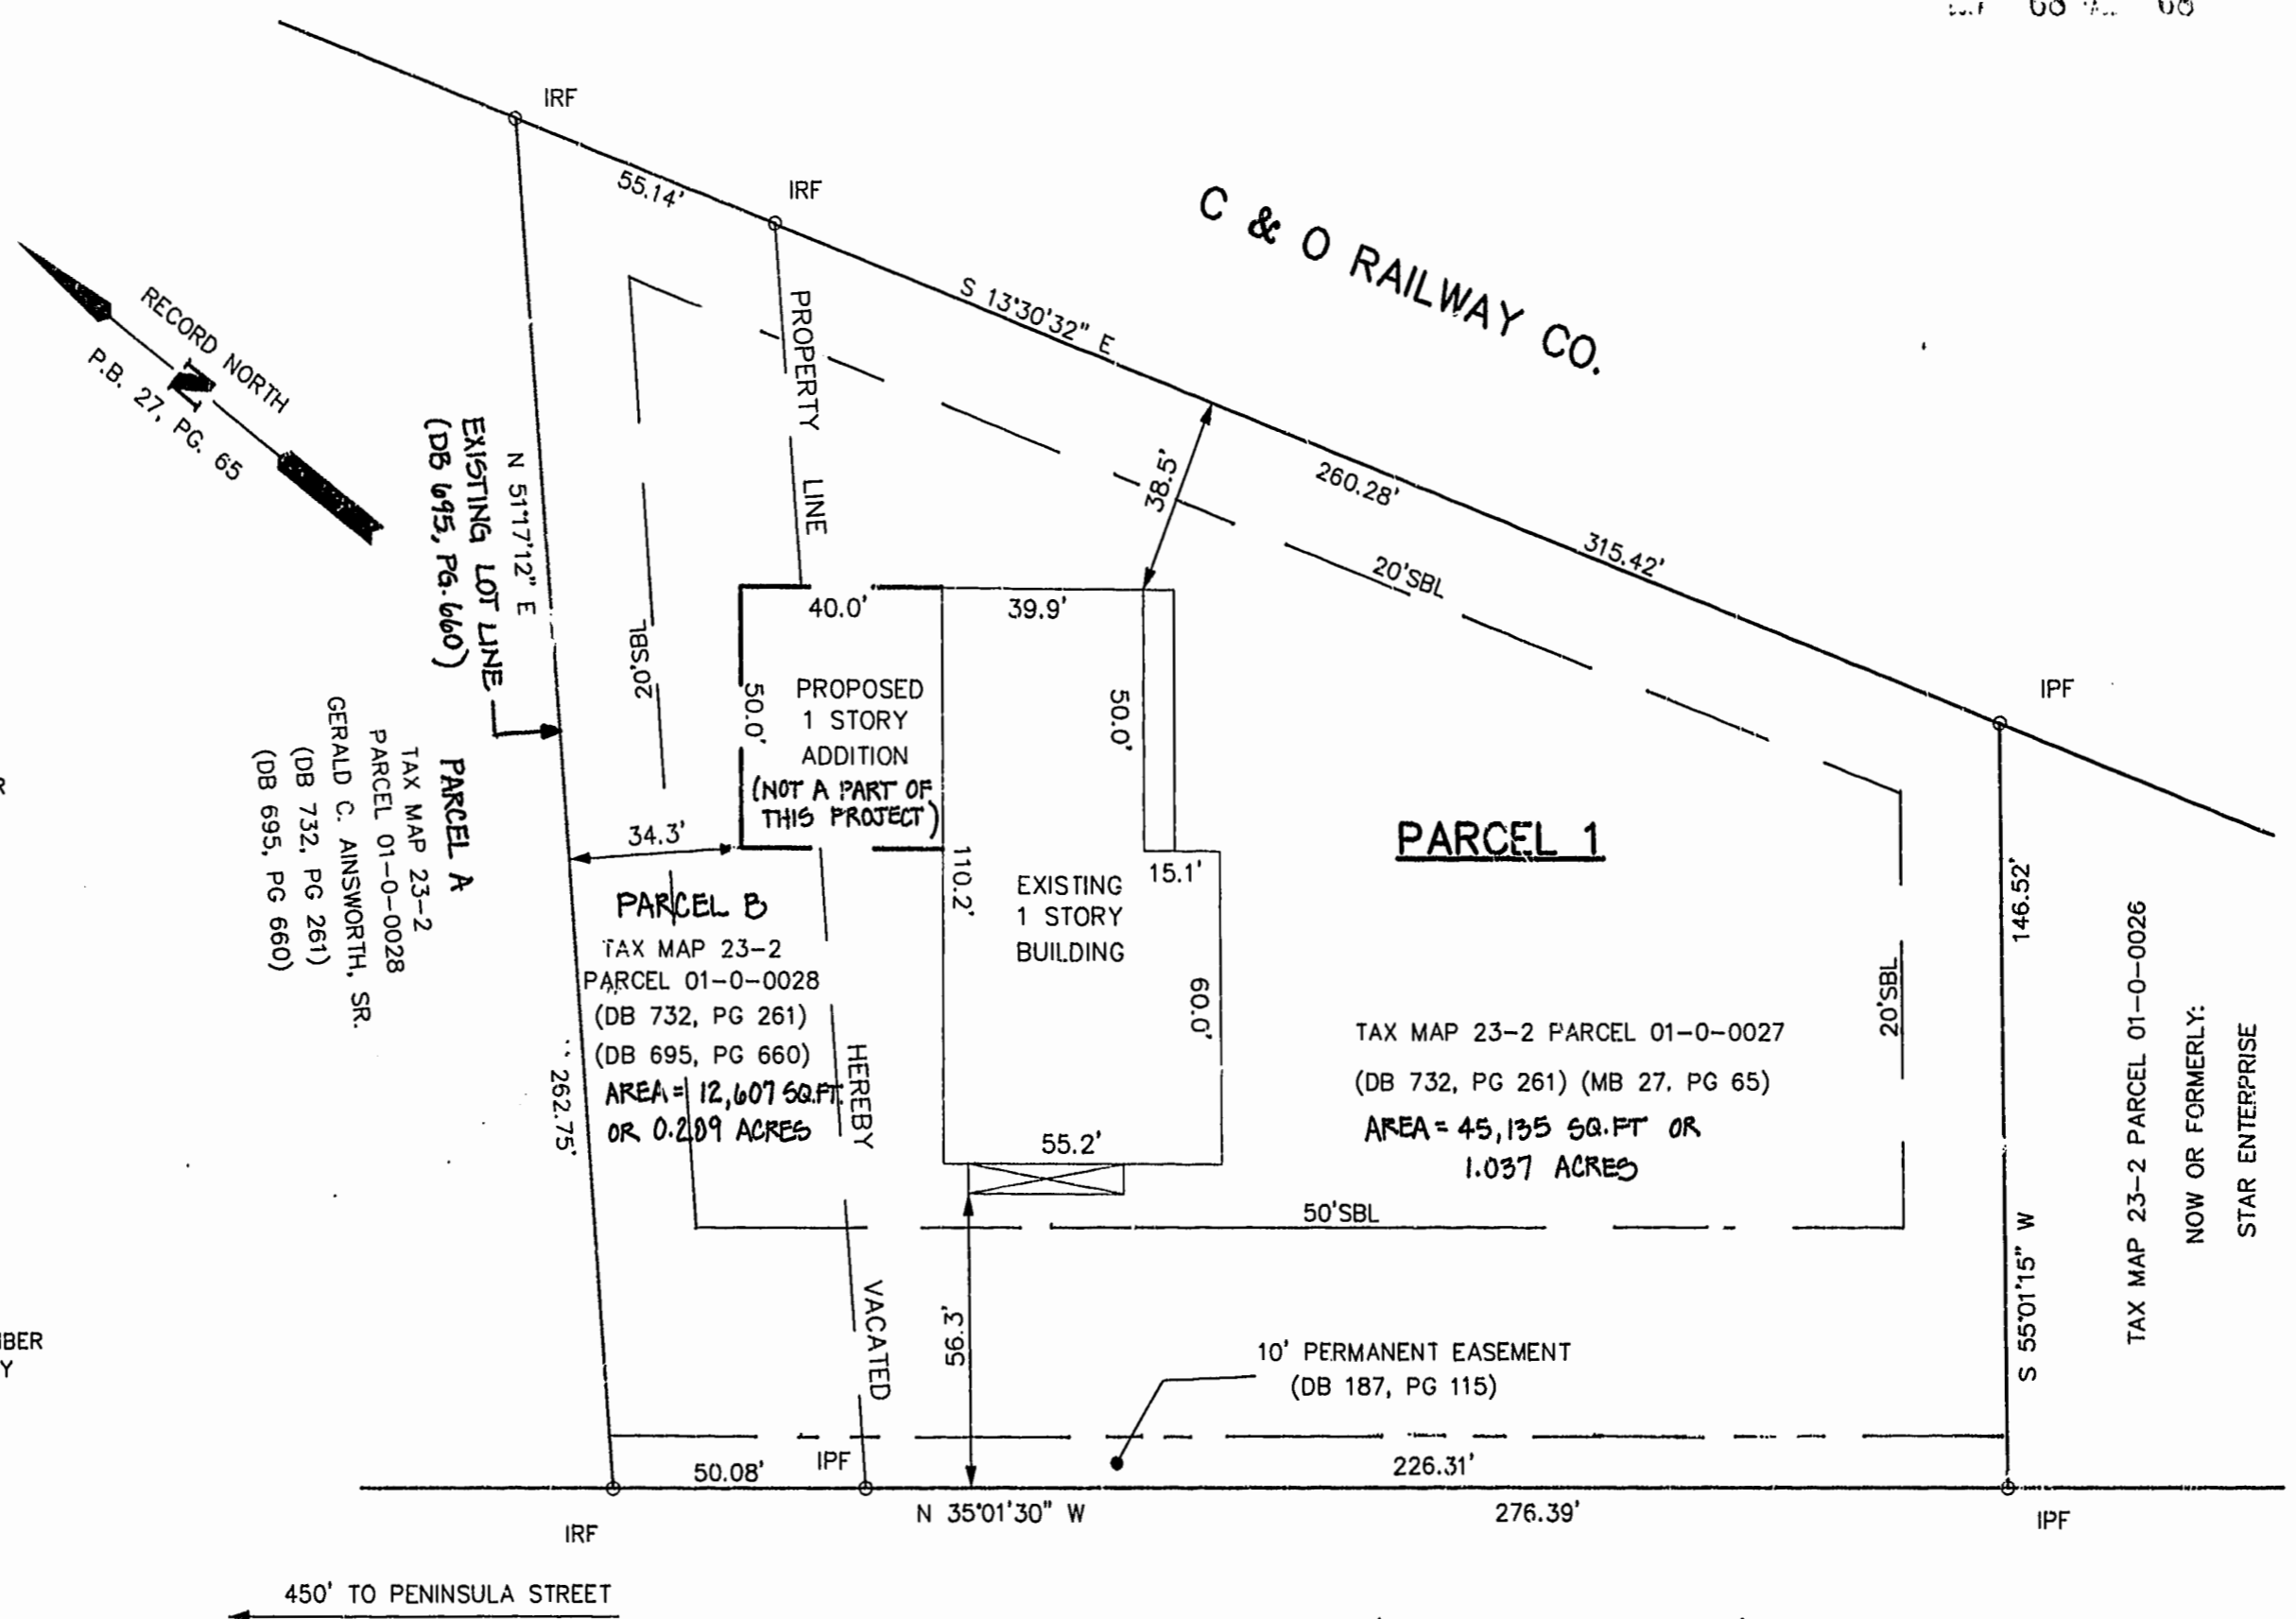 IRF
55.14'
IRF
C & O RAILWAY CO.
S 13°30'32" E
RECORD NORTH
N
P.B. 27, PG. 65
PROPERTY LINE
EXISTING LOT LINE
(DB 695, PG. 660)
N 51°17'12" E
38.5'
260.28'
315.42'
20'SBL
20'SBL
40.0'
39.9'
50.0'
PROPOSED
1 STORY
ADDITION
(NOT A PART OF
THIS PROJECT)
50.0'
IPF
PARCEL A
TAX MAP 23-2
PARCEL 01-0-0028
GERALD C. AINSWORTH, SR.
(DB 732, PG 261)
(DB 695, PG 660)
34.3'
110.2'
15.1'
PARCEL 1
146.52'
PARCEL B
TAX MAP 23-2
PARCEL 01-0-0028
(DB 732, PG 261)
(DB 695, PG 660)
AREA = 12,607 SQ.FT.
OR 0.289 ACRES
262.75'
HEREBY
EXISTING
1 STORY
BUILDING
60.0'
55.2'
TAX MAP 23-2 PARCEL 01-0-0027
(DB 732, PG 261) (MB 27, PG 65)
AREA = 45,135 SQ.FT OR
1.037 ACRES
20'SBL
TAX MAP 23-2 PARCEL 01-0-0026
NOW OR FORMERLY:
STAR ENTERPRISE
50'SBL
S 55°01'15" W
VACATED
56.3'
10' PERMANENT EASEMENT
(DB 187, PG 115)
50.08'
IPF
226.31'
N 35°01'30" W
276.39'
IRF
IPF
450' TO PENINSULA STREET